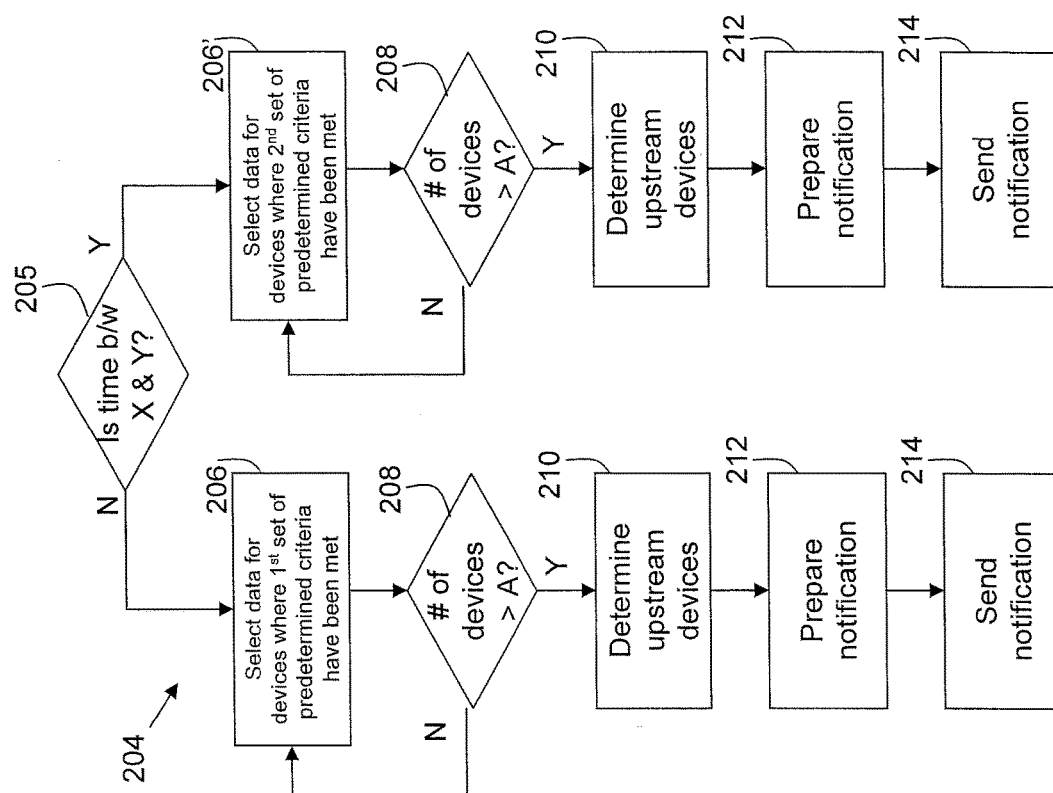 204
205
Is time b/w
X & Y?
N
Y
206
Select data for
devices where 1st set of
predetermined criteria
have been met
208
# of
devices
> A?
N
Y
210
Determine
upstream
devices
212
Prepare
notification
214
Send
notification
206'
Select data for
devices where 2nd set of
predetermined criteria
have been met
208
# of
devices
> A?
N
Y
210
Determine
upstream
devices
212
Prepare
notification
214
Send
notification